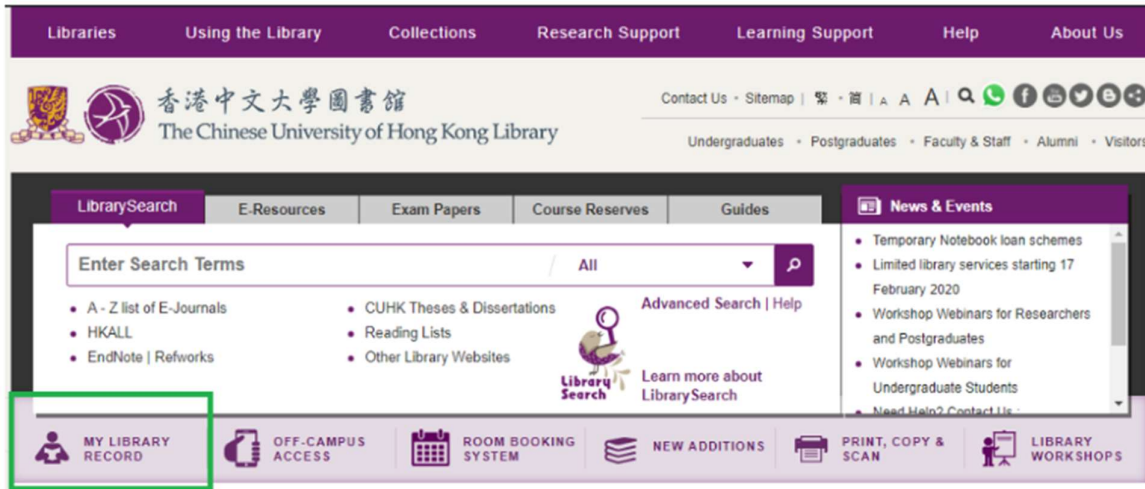 Libraries Using the Library Collections Research Support Learning Support Help About Us
香港中文大學圖書館
The Chinese University of Hong Kong Library
Contact Us • Sitemap | 繁 • 简 | A A A
Undergraduates • Postgraduates • Faculty & Staff • Alumni • Visitors
LibrarySearch E-Resources Exam Papers Course Reserves Guides
Enter Search Terms / All
• A - Z list of E-Journals
• HKALL
• EndNote | Refworks
• CUHK Theses & Dissertations
• Reading Lists
• Other Library Websites
Library
Search
Advanced Search | Help
Learn more about
LibrarySearch
News & Events
• Temporary Notebook loan schemes
• Limited library services starting 17
February 2020
• Workshop Webinars for Researchers
and Postgraduates
• Workshop Webinars for
Undergraduate Students
• Need Help? Contact Us :
MY LIBRARY
RECORD
OFF-CAMPUS
ACCESS
ROOM BOOKING
SYSTEM
NEW ADDITIONS
PRINT, COPY &
SCAN
LIBRARY
WORKSHOPS